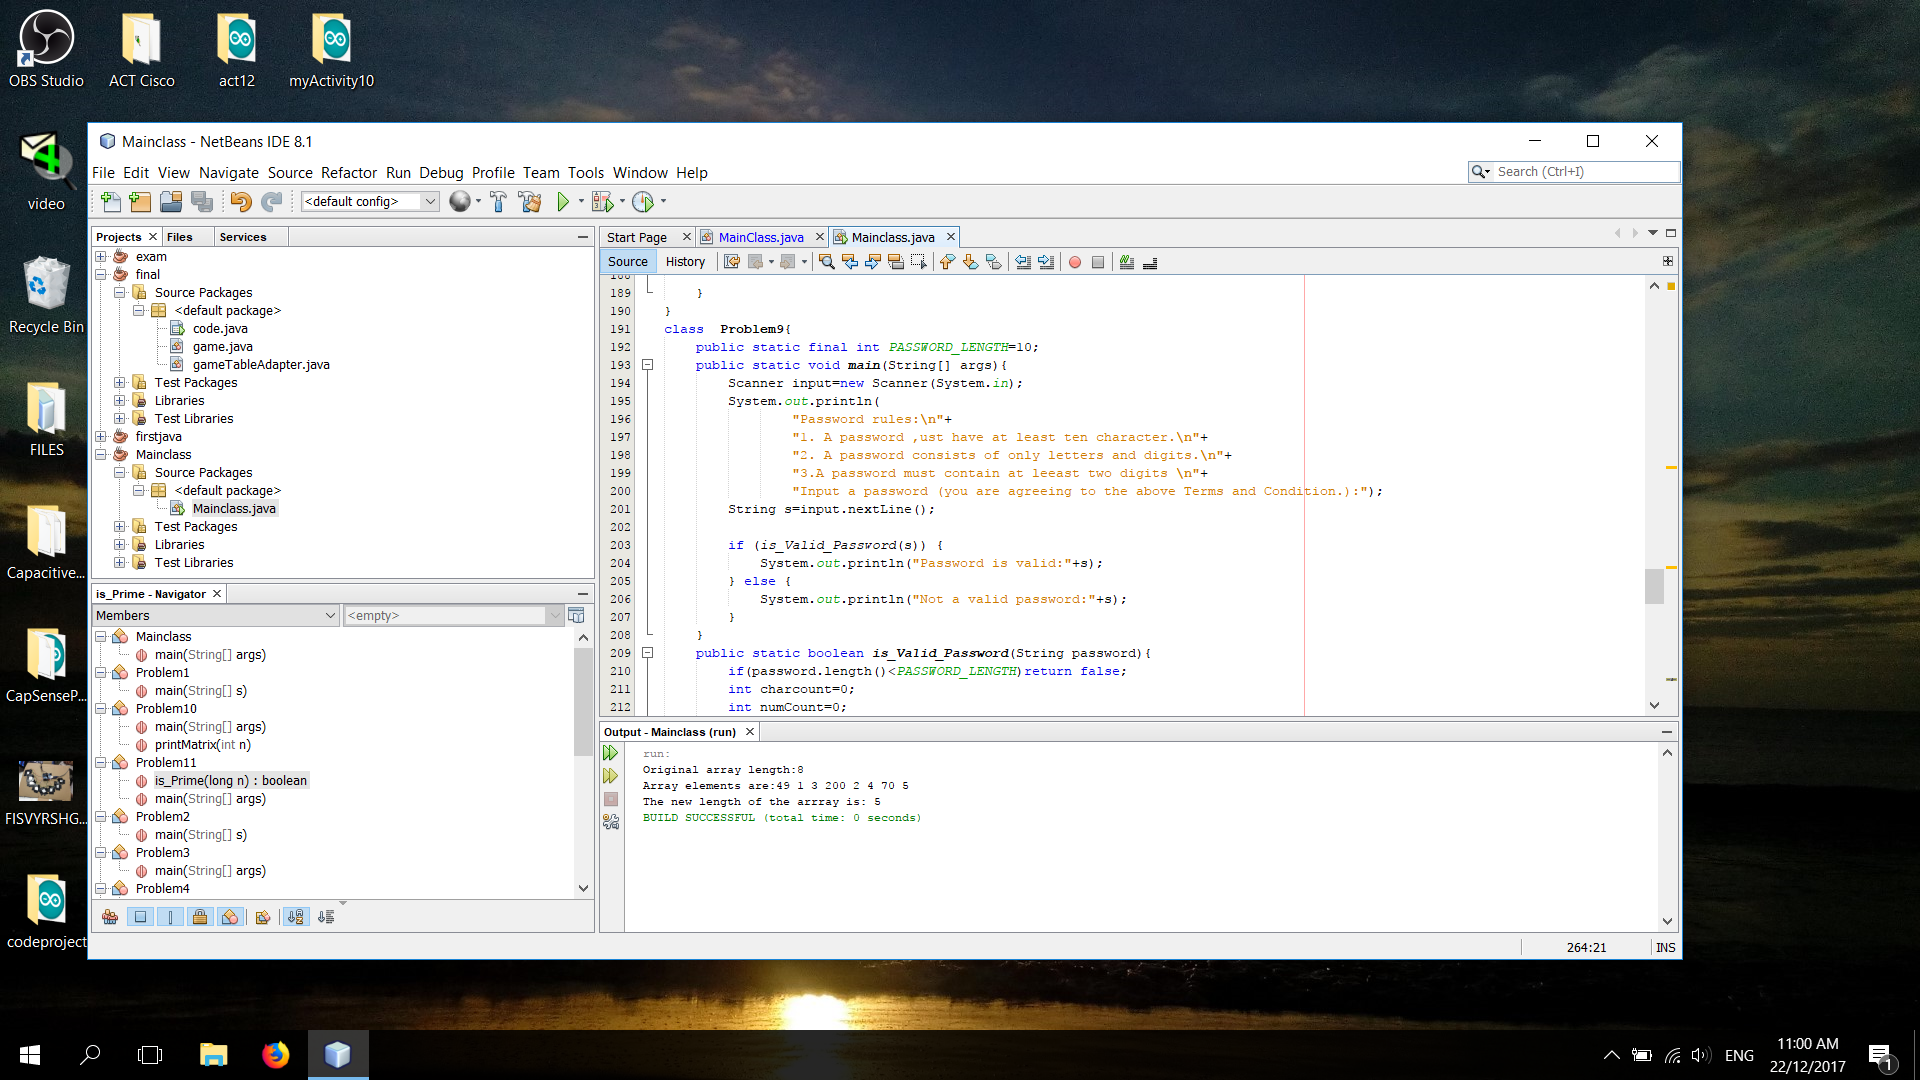 OBS Studio
ACT Cisco
act12
myActivity10
video
Recycle Bin
FILES
Capacitive...
CapSenseP...
FISVYRSHG...
codeproject
Mainclass - NetBeans IDE 8.1
File Edit View Navigate Source Refactor Run Debug Profile Team Tools Window Help
Search (Ctrl+I)
<default config>
Projects Files Services
exam
final
Source Packages
<default package>
code.java
game.java
gameTableAdapter.java
Test Packages
Libraries
Test Libraries
firstjava
Mainclass
Source Packages
<default package>
Mainclass.java
Test Packages
Libraries
Test Libraries
is_Prime - Navigator
Members <empty>
Mainclass
main(String[] args)
Problem1
main(String[] s)
Problem10
main(String[] args)
printMatrix(int n)
Problem11
is_Prime(long n) : boolean
main(String[] args)
Problem2
main(String[] s)
Problem3
main(String[] args)
Problem4
Start Page MainClass.java Mainclass.java
Source History
189 }
190 }
191 class  Problem9{
192 public static final int PASSWORD_LENGTH=10;
193 public static void main(String[] args){
194 Scanner input=new Scanner(System.in);
195 System.out.println(
196 "Password rules:\n"+
197 "1. A password ,ust have at least ten character.\n"+
198 "2. A password consists of only letters and digits.\n"+
199 "3.A password must contain at leeast two digits \n"+
200 "Input a password (you are agreeing to the above Terms and Condition.):");
201 String s=input.nextLine();
202
203 if (is_Valid_Password(s)) {
204 System.out.println("Password is valid:"+s);
205 } else {
206 System.out.println("Not a valid password:"+s);
207 }
208 }
209 public static boolean is_Valid_Password(String password){
210 if(password.length()<PASSWORD_LENGTH)return false;
211 int charcount=0;
212 int numCount=0;
Output - Mainclass (run)
run:
Original array length:8
Array elements are:49 1 3 200 2 4 70 5
The new length of the arrray is: 5
BUILD SUCCESSFUL (total time: 0 seconds)
264:21 INS
ENG
11:00 AM
22/12/2017
1